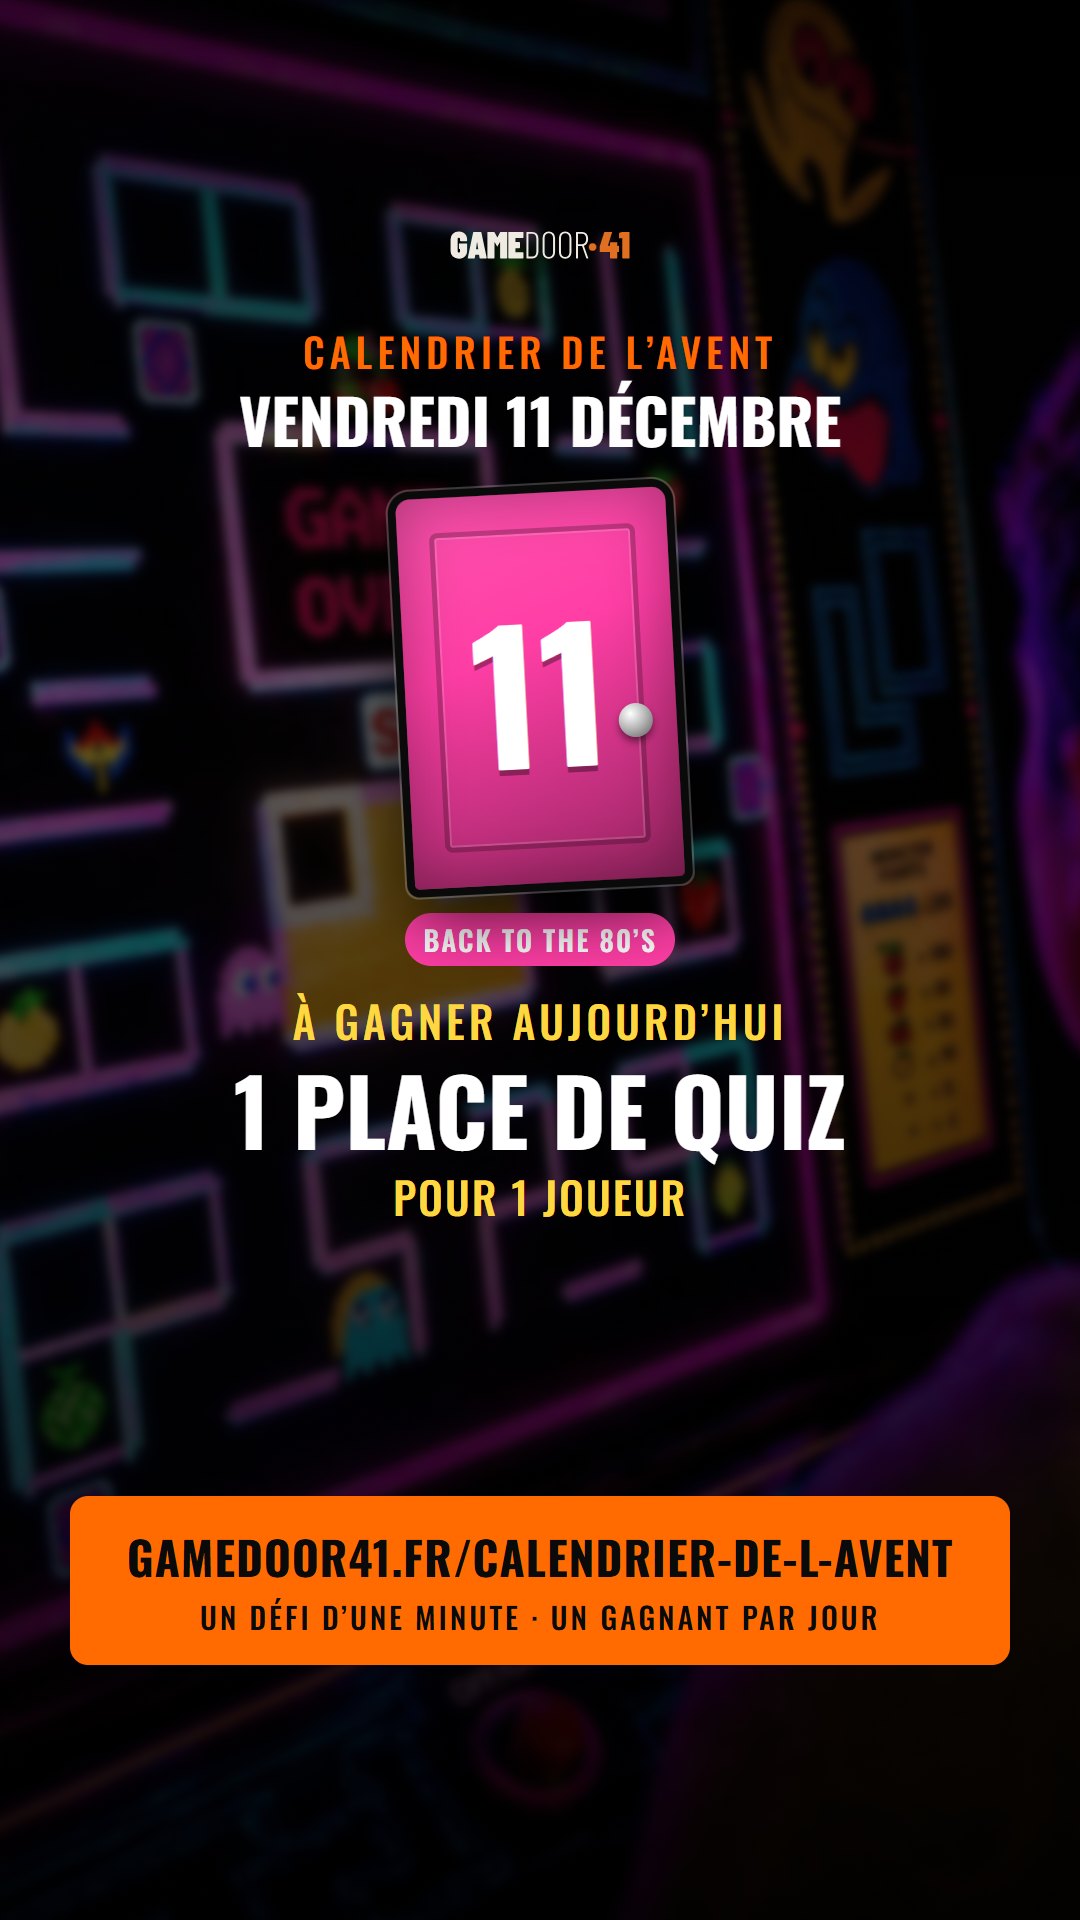 GAMEDOOR·41
CALENDRIER DE L’AVENT
VENDREDI 11 DÉCEMBRE
11
BACK TO THE 80’S
À GAGNER AUJOURD’HUI
1 PLACE DE QUIZ
POUR 1 JOUEUR
GAMEDOOR41.FR/CALENDRIER-DE-L-AVENT
UN DÉFI D’UNE MINUTE · UN GAGNANT PAR JOUR